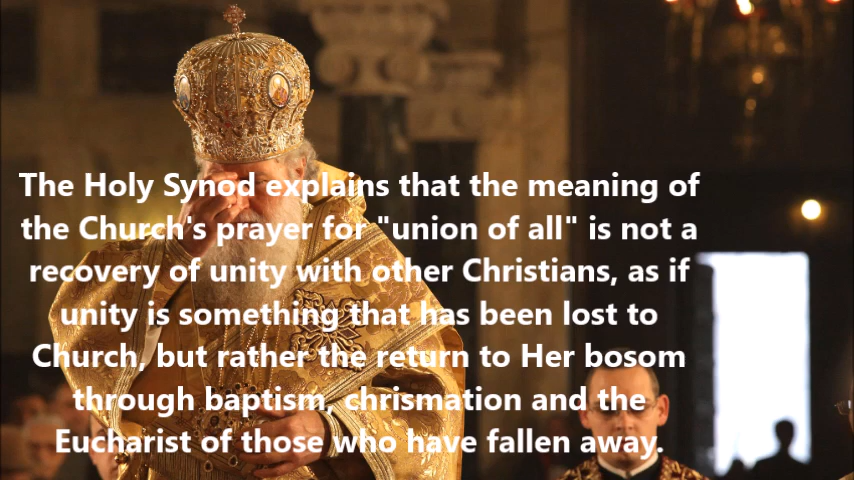 The Holy Synod explains that the meaning of
the Church's prayer for "union of all" is not a
recovery of unity with other Christians, as if
unity is something that has been lost to
Church, but rather the return to Her bosom
through baptism, chrismation and the
Eucharist of those who have fallen away.